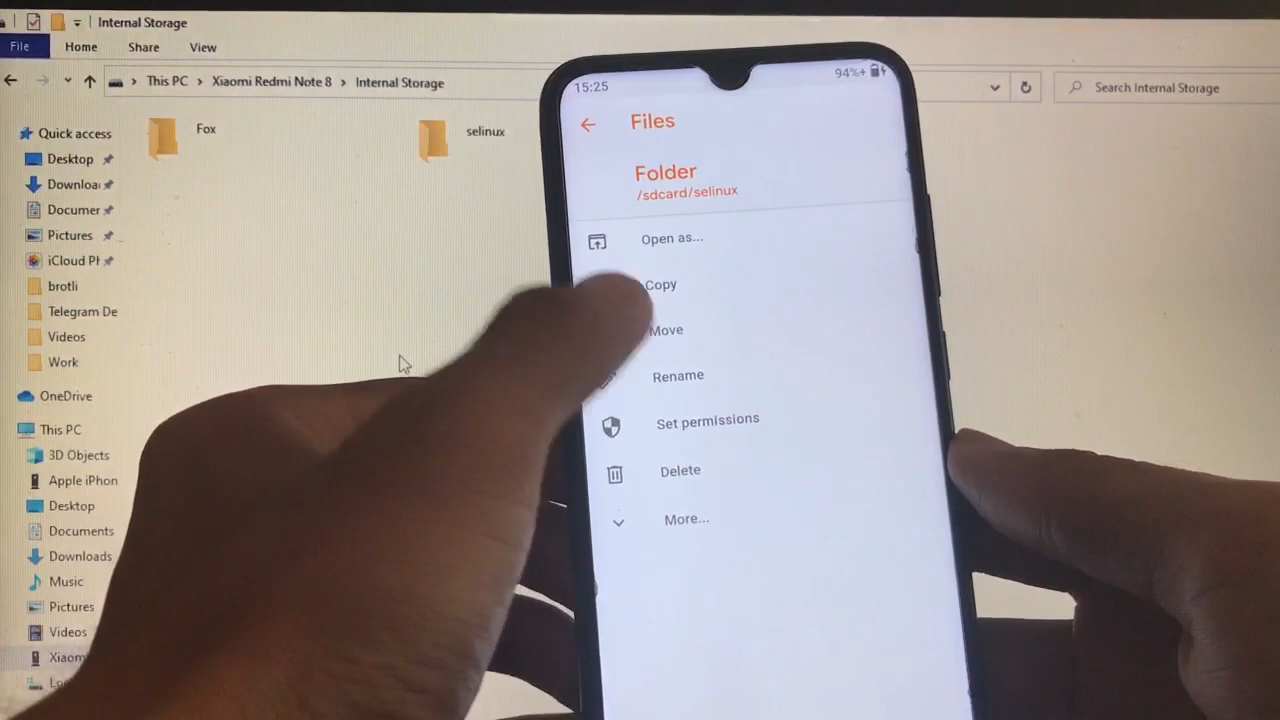 Internal Storage
File Home Share View
This PC > Xiaomi Redmi Note 8 > Internal Storage
Search Internal Storage
Quick access
Desktop
Downloa
Documer
Pictures
iCloud Ph
brotli
Telegram De
Videos
Work
OneDrive
This PC
3D Objects
Apple iPhon
Desktop
Documents
Downloads
Music
Pictures
Videos
Xiaom
Fox
selinux
15:25
94%+
Files
Folder
/sdcard/selinux
Open as...
Copy
Move
Rename
Set permissions
Delete
More...